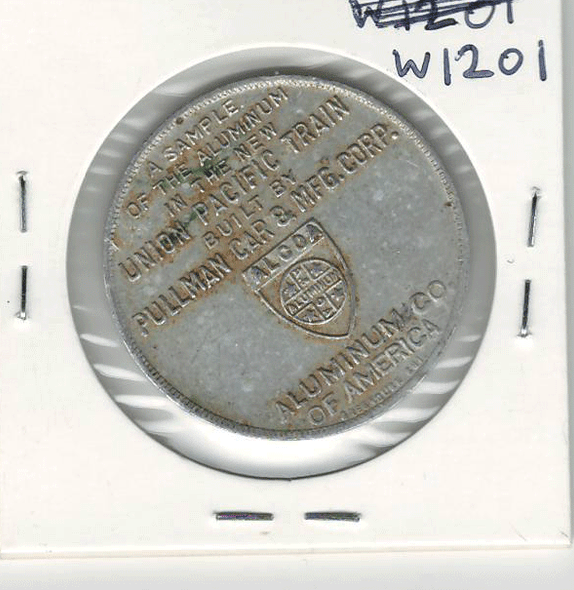 W1201
W1201
A SAMPLE
OF THE ALUMINUM
IN THE NEW
UNION PACIFIC TRAIN
BUILT BY
PULLMAN CAR & MFG. CORP.
ALCOA
ALUMINUM
ALUMINUM CO.
OF AMERICA